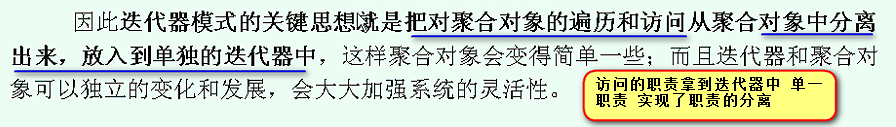 因此迭代器模式的关键思想就是把对聚合对象的遍历和访问从聚合对象中分离
出来，放入到单独的迭代器中，这样聚合对象会变得简单一些；而且迭代器和聚合对
象可以独立的变化和发展，会大大加强系统的灵活性。
访问的职责拿到迭代器中 单一
职责 实现了职责的分离